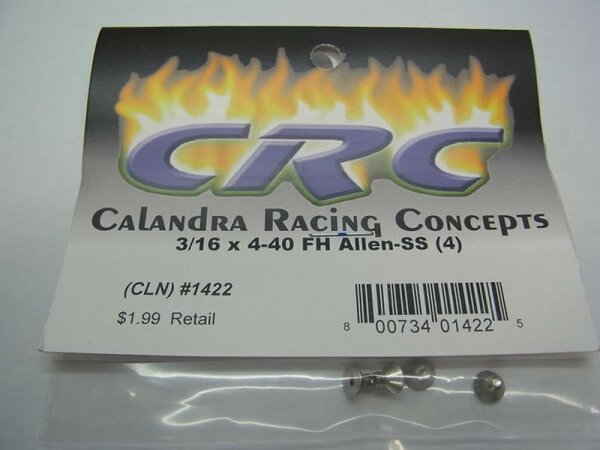 CRC
CALANDRA RACING CONCEPTS
3/16 x 4-40 FH Allen-SS (4)
(CLN) #1422
$1.99 Retail
8 00734 01422 5